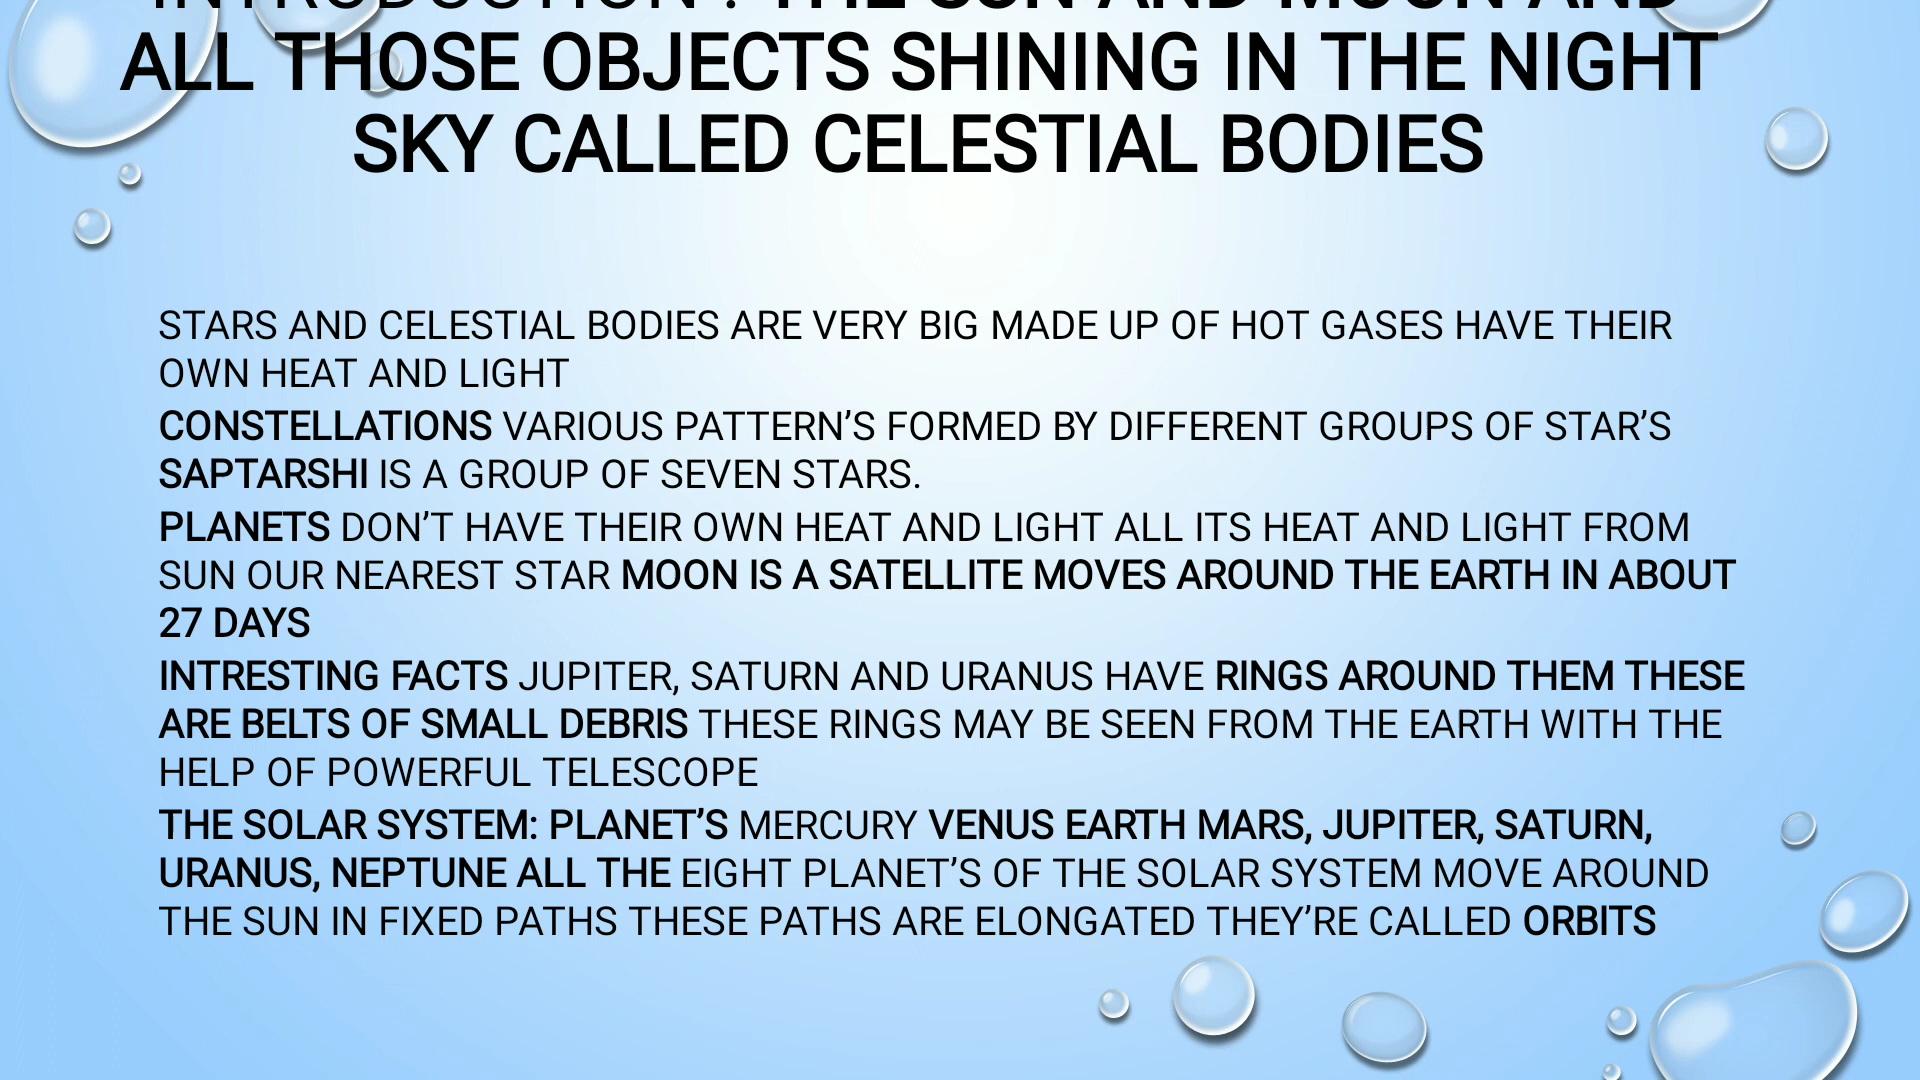 INTRODUCTION : THE SUN AND MOON AND
ALL THOSE OBJECTS SHINING IN THE NIGHT
SKY CALLED CELESTIAL BODIES
STARS AND CELESTIAL BODIES ARE VERY BIG MADE UP OF HOT GASES HAVE THEIR
OWN HEAT AND LIGHT
CONSTELLATIONS VARIOUS PATTERN’S FORMED BY DIFFERENT GROUPS OF STAR’S
SAPTARSHI IS A GROUP OF SEVEN STARS.
PLANETS DON’T HAVE THEIR OWN HEAT AND LIGHT ALL ITS HEAT AND LIGHT FROM
SUN OUR NEAREST STAR MOON IS A SATELLITE MOVES AROUND THE EARTH IN ABOUT
27 DAYS
INTRESTING FACTS JUPITER, SATURN AND URANUS HAVE RINGS AROUND THEM THESE
ARE BELTS OF SMALL DEBRIS THESE RINGS MAY BE SEEN FROM THE EARTH WITH THE
HELP OF POWERFUL TELESCOPE
THE SOLAR SYSTEM: PLANET’S MERCURY VENUS EARTH MARS, JUPITER, SATURN,
URANUS, NEPTUNE ALL THE EIGHT PLANET’S OF THE SOLAR SYSTEM MOVE AROUND
THE SUN IN FIXED PATHS THESE PATHS ARE ELONGATED THEY’RE CALLED ORBITS